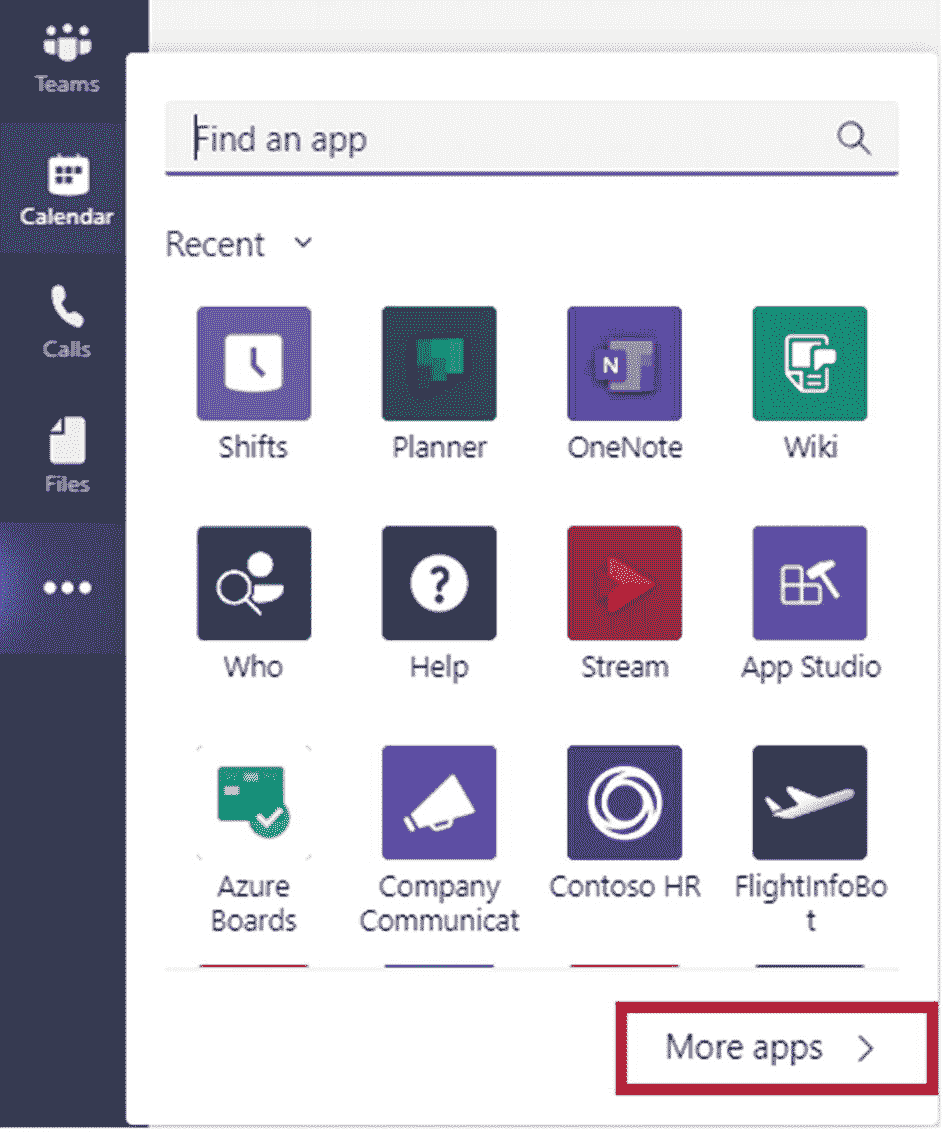 Teams
Calendar
Calls
Files
Find an app
Recent
Shifts
Planner
N
OneNote
Wiki
Who
?
Help
Stream
App Studio
Azure
Boards
Company
Communicat
Contoso HR
FlightInfoBo
t
More apps